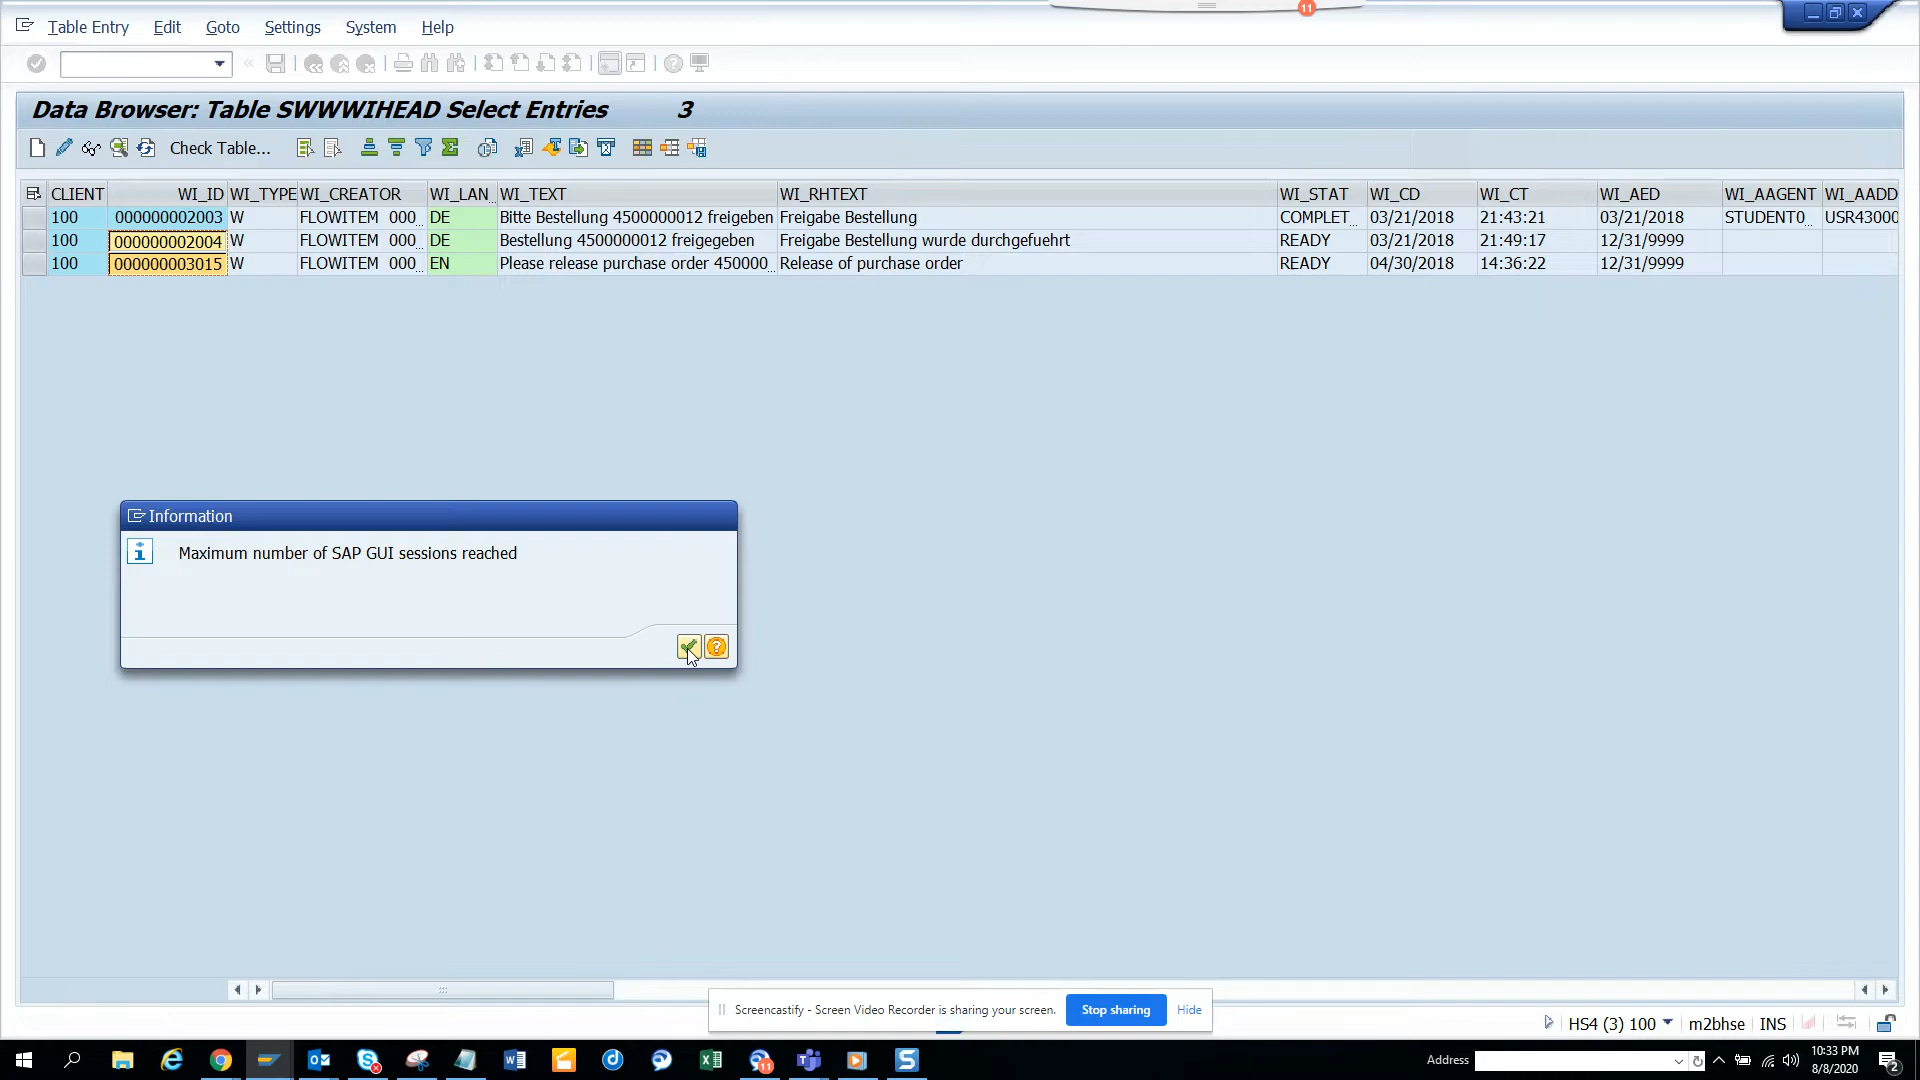 11
Table Entry Edit Goto Settings System Help
Data Browser: Table SWWWIHEAD Select Entries 3
Check Table...
CLIENT WI_ID WI_TYPE WI_CREATOR WI_LAN.. WI_TEXT WI_RHTEXT WI_STAT WI_CD WI_CT WI_AED WI_AAGENT WI_AADD
100 000000002003 W FLOWITEM 000.. DE Bitte Bestellung 4500000012 freigeben Freigabe Bestellung COMPLET.. 03/21/2018 21:43:21 03/21/2018 STUDENT0.. USR43000
100 000000002004 W FLOWITEM 000.. DE Bestellung 4500000012 freigegeben Freigabe Bestellung wurde durchgefuehrt READY 03/21/2018 21:49:17 12/31/9999
100 000000003015 W FLOWITEM 000.. EN Please release purchase order 450000.. Release of purchase order READY 04/30/2018 14:36:22 12/31/9999
Information
Maximum number of SAP GUI sessions reached
Screencastify - Screen Video Recorder is sharing your screen. Stop sharing Hide
HS4 (3) 100 m2bhse INS
11
Address
10:33 PM
8/8/2020
2